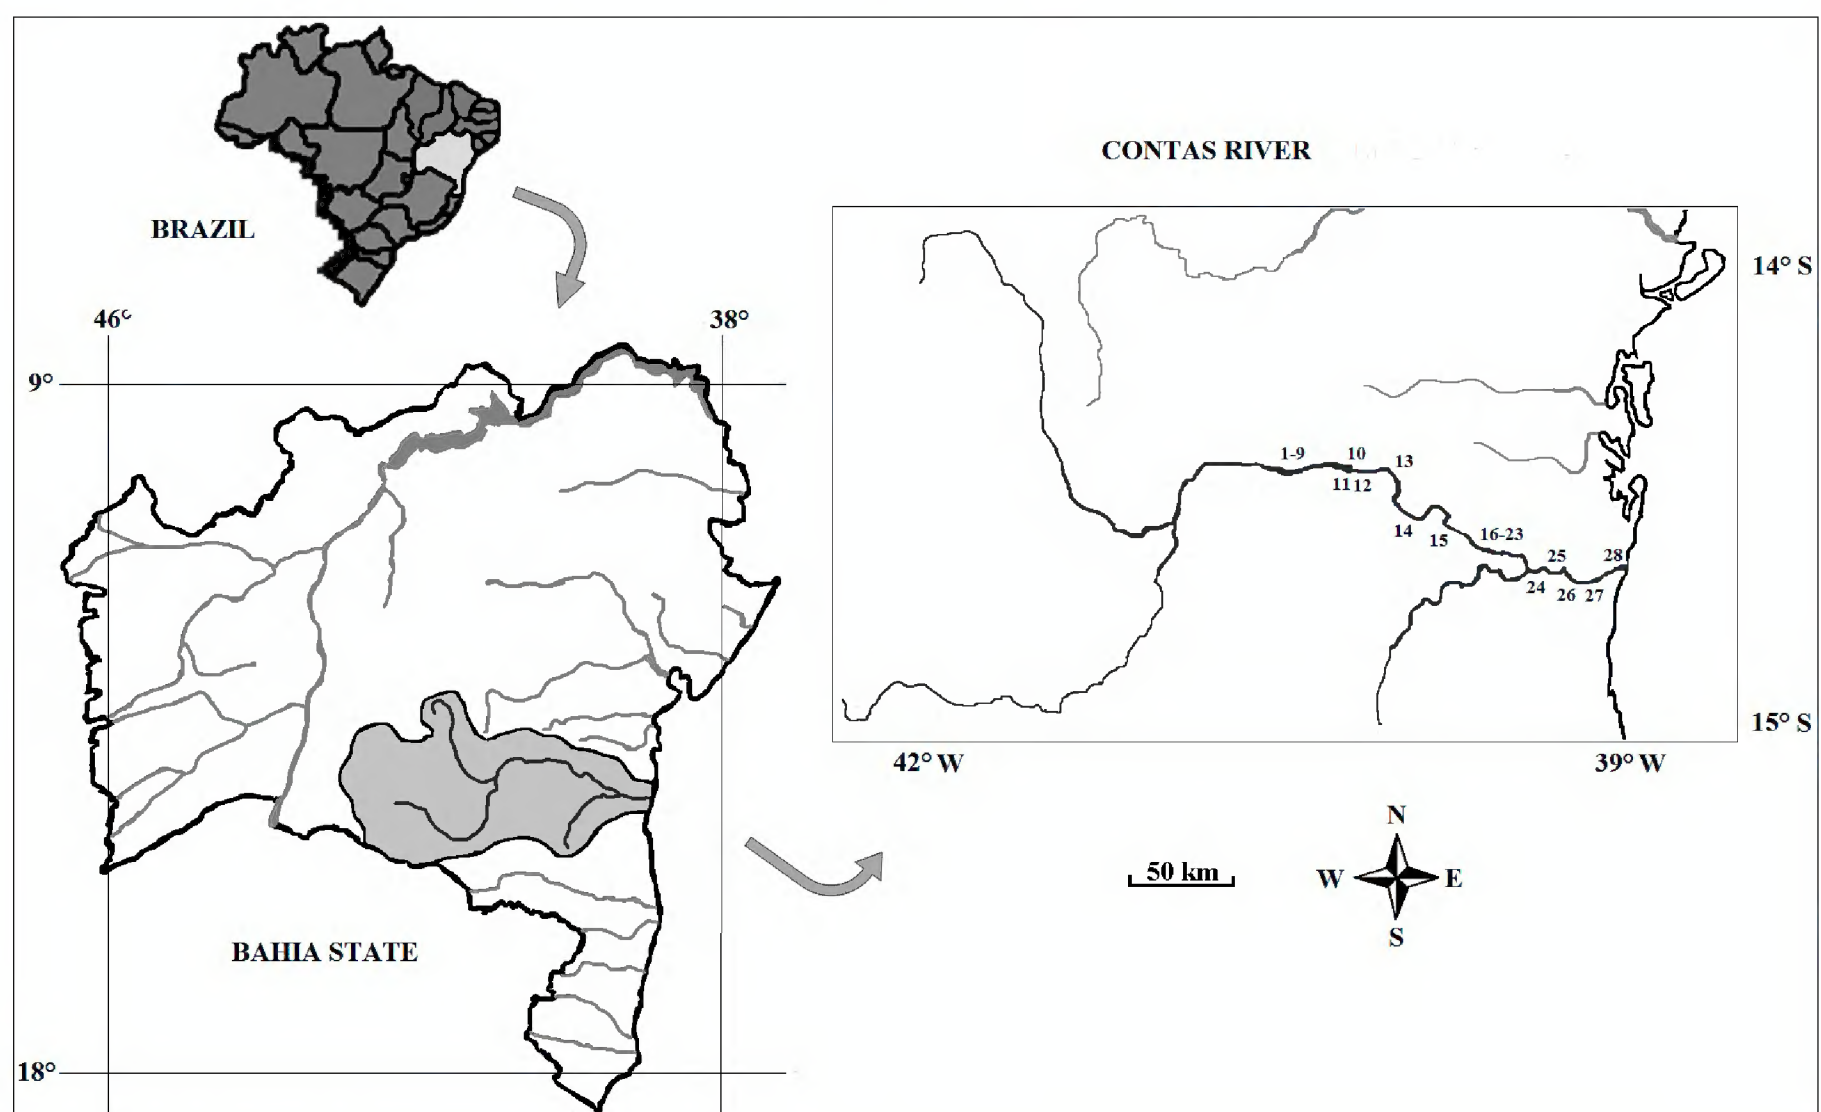 CONTAS RIVER
BRAZIL
14° S
46°
38°
9°
1-9
10
13
11
12
14
15
16-23
25
28
24
26
27
15° S
42° W
39° W
N
50 km
W
E
S
BAHIA STATE
18°